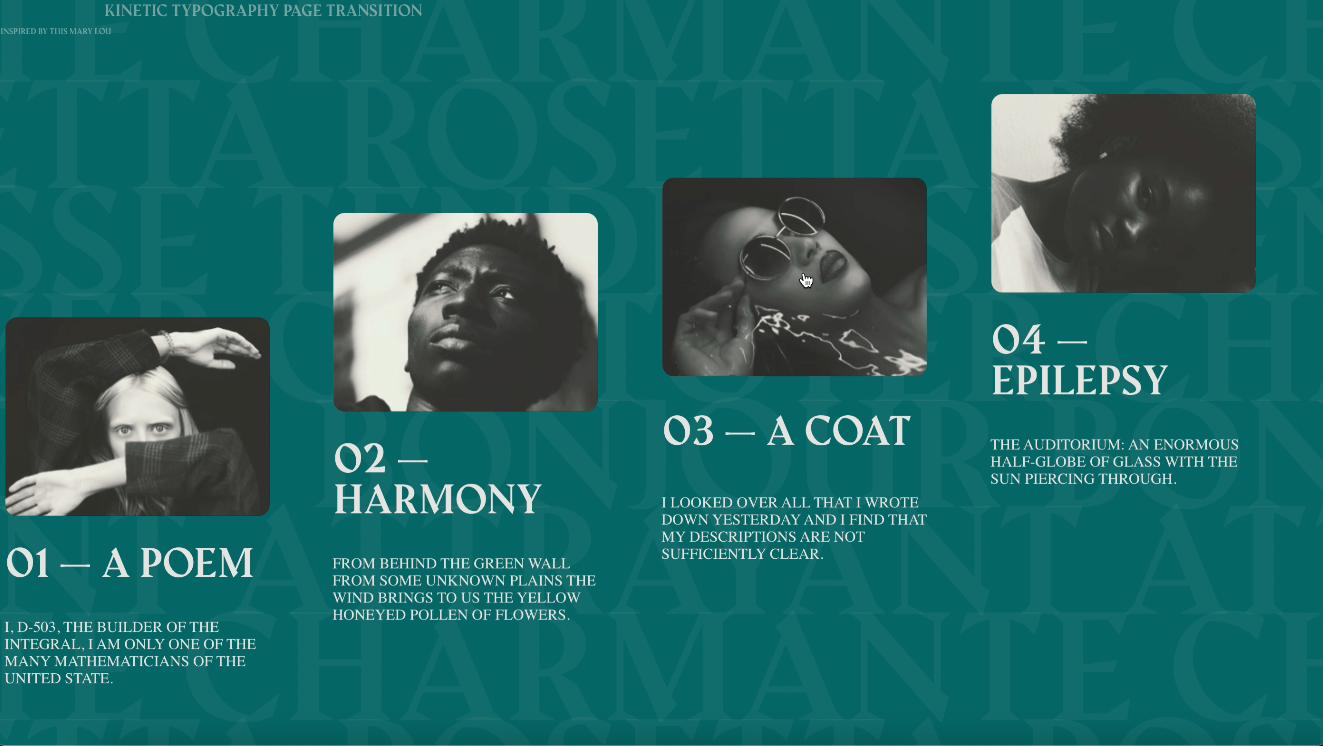 KINETIC TYPOGRAPHY PAGE TRANSITION
INSPIRED BY THIS MARY LOU
CHARMANTE
ROSETTA ROSETTA
01 — A POEM
I, D-503, THE BUILDER OF THE
INTEGRAL, I AM ONLY ONE OF THE
MANY MATHEMATICIANS OF THE
UNITED STATE.
02 —
HARMONY
FROM BEHIND THE GREEN WALL
FROM SOME UNKNOWN PLAINS THE
WIND BRINGS TO US THE YELLOW
HONEYED POLLEN OF FLOWERS.
03 — A COAT
I LOOKED OVER ALL THAT I WROTE
DOWN YESTERDAY AND I FIND THAT
MY DESCRIPTIONS ARE NOT
SUFFICIENTLY CLEAR.
04 —
EPILEPSY
THE AUDITORIUM: AN ENORMOUS
HALF-GLOBE OF GLASS WITH THE
SUN PIERCING THROUGH.
CHARMANTE